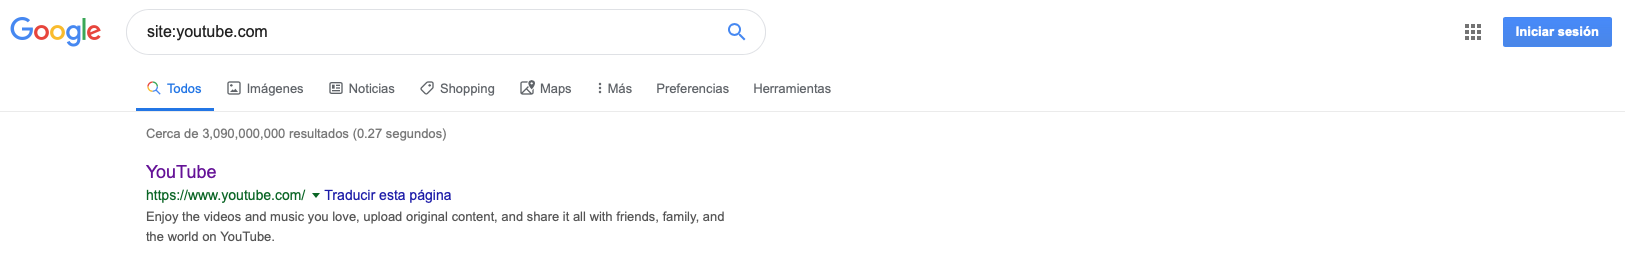 Google
site:youtube.com
Iniciar sesión
Todos Imágenes Noticias Shopping Maps Más Preferencias Herramientas
Cerca de 3,090,000,000 resultados (0.27 segundos)
YouTube
https://www.youtube.com/ Traducir esta página
Enjoy the videos and music you love, upload original content, and share it all with friends, family, and
the world on YouTube.